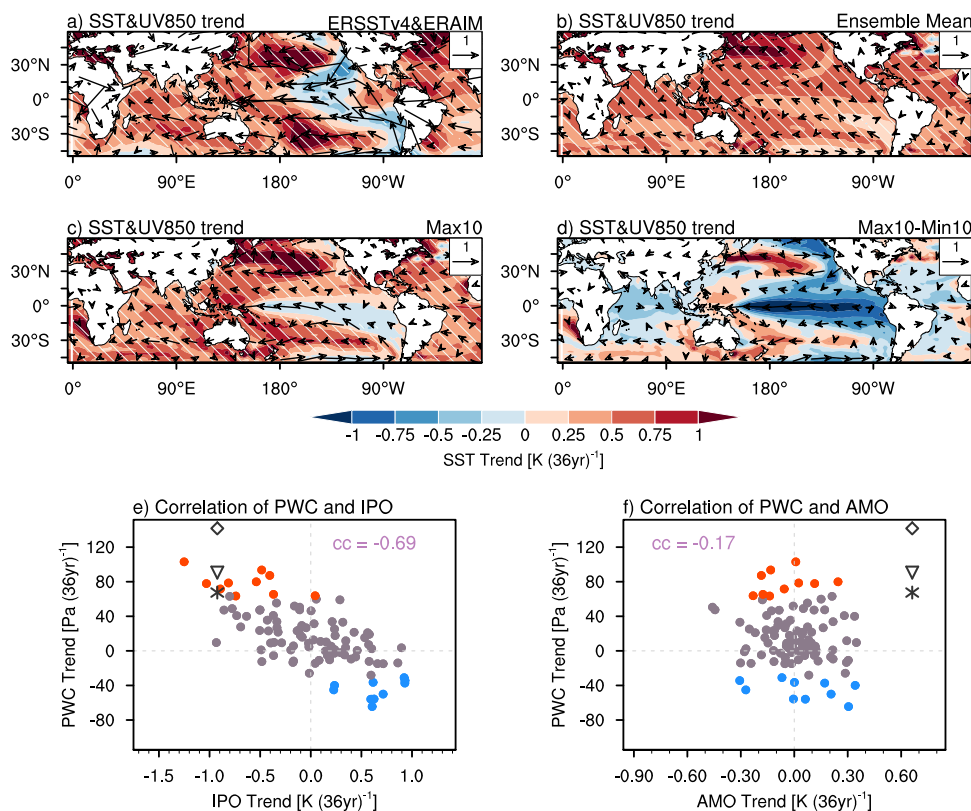 a) SST&UV850 trend ERSSTv4&ERAIM
1
30°N
0°
30°S
0° 90°E 180° 90°W
b) SST&UV850 trend Ensemble Mean
1
30°N
0°
30°S
0° 90°E 180° 90°W
c) SST&UV850 trend Max10
1
30°N
0°
30°S
0° 90°E 180° 90°W
d) SST&UV850 trend Max10-Min10
1
30°N
0°
30°S
0° 90°E 180° 90°W
-1 -0.75 -0.5 -0.25 0 0.25 0.5 0.75 1
SST Trend [K (36yr)⁻¹]
e) Correlation of PWC and IPO
cc = -0.69
PWC Trend [Pa (36yr)⁻¹]
120
80
40
0
-40
-80
-1.5 -1.0 -0.5 0.0 0.5 1.0
IPO Trend [K (36yr)⁻¹]
f) Correlation of PWC and AMO
cc = -0.17
PWC Trend [Pa (36yr)⁻¹]
120
80
40
0
-40
-80
-0.90 -0.60 -0.30 0.00 0.30 0.60
AMO Trend [K (36yr)⁻¹]